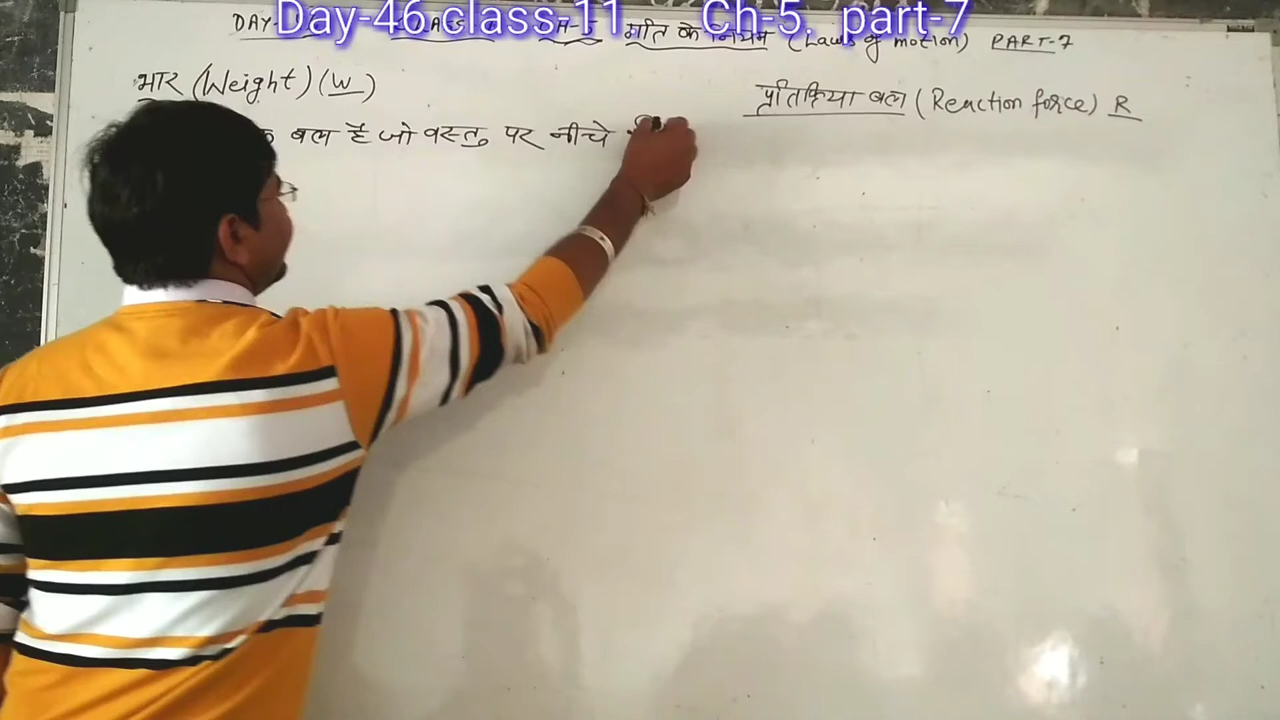 Day-46 class-11 Ch-5. part-7
DAY- गति के नियम (Laws of motion) PART-7
भार (Weight) (W)
प्रतिक्रिया बल (Reaction force) R
बल है जो वस्तु पर नीचे